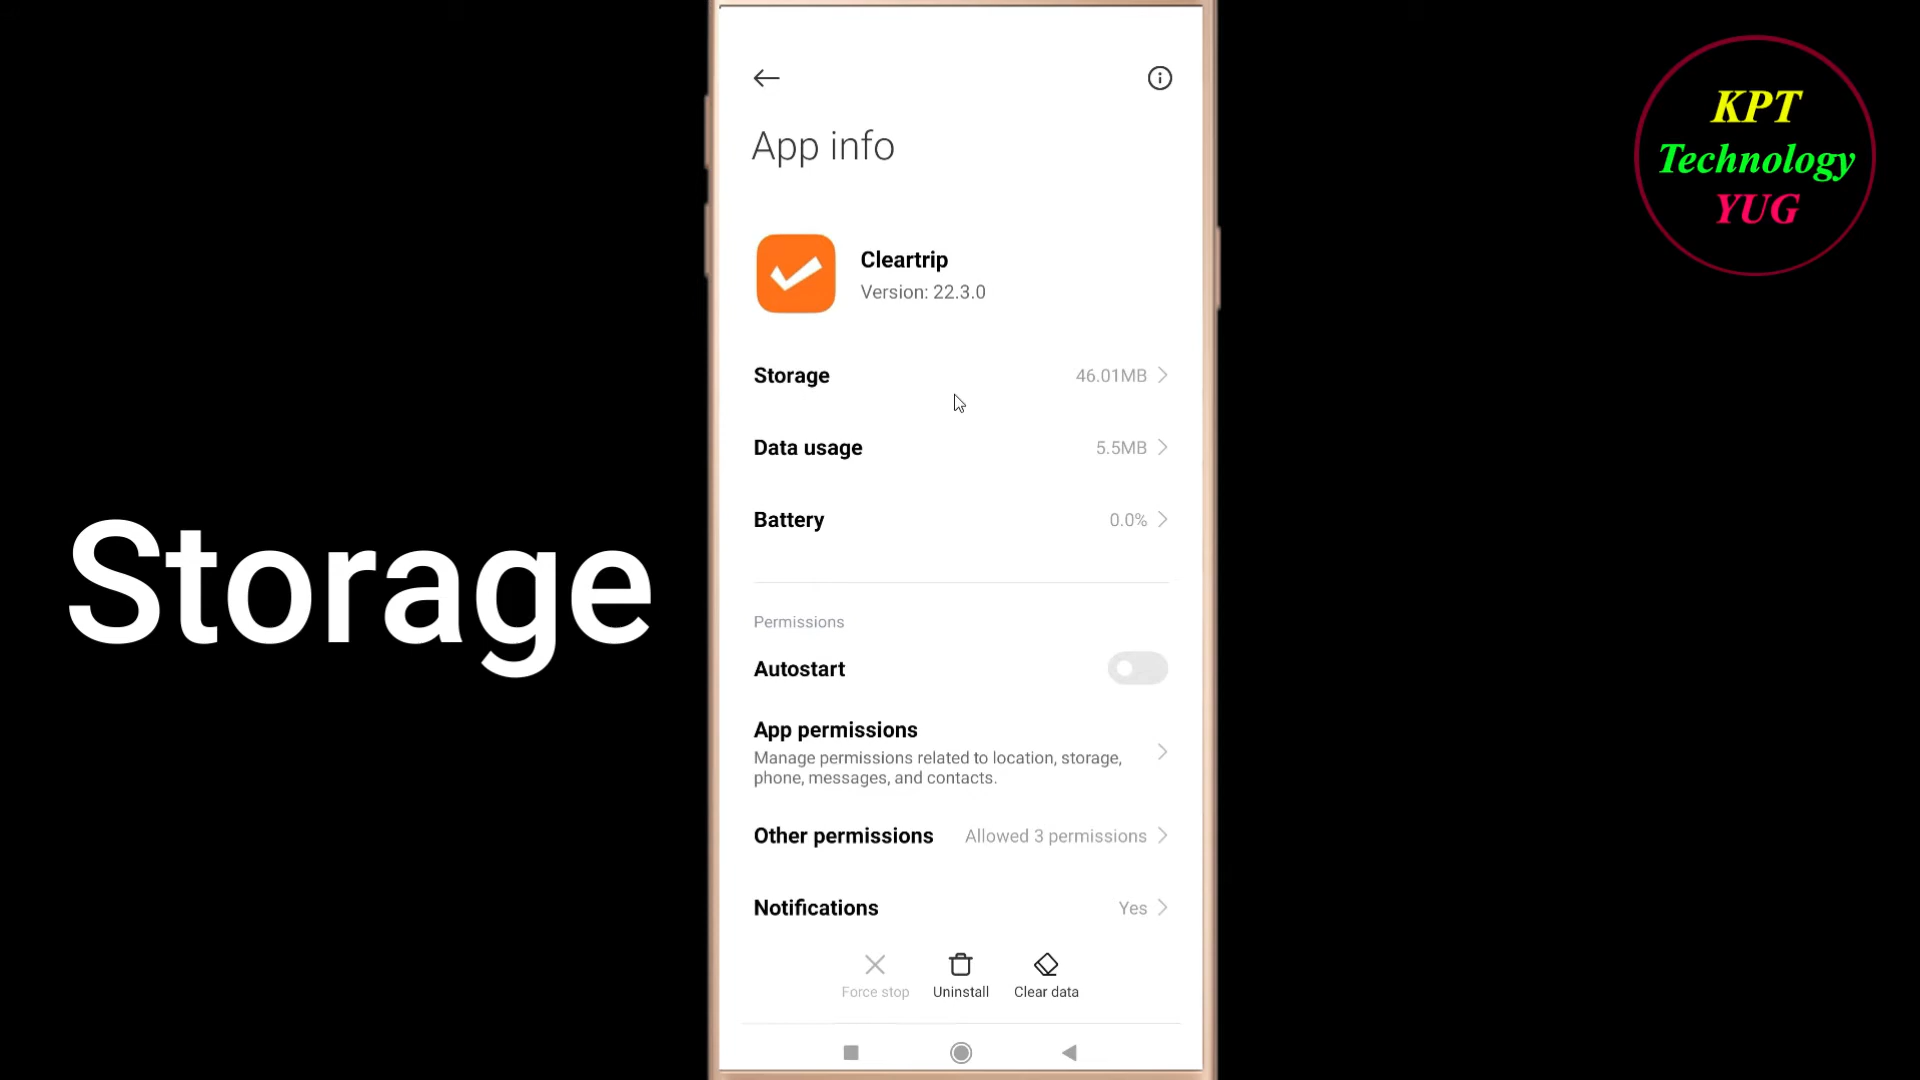 App info
Cleartrip
Version: 22.3.0
Storage 46.01MB
Data usage 5.5MB
Battery 0.0%
Permissions
Autostart
App permissions
Manage permissions related to location, storage,
phone, messages, and contacts.
Other permissions Allowed 3 permissions
Notifications Yes
Force stop Uninstall Clear data
Storage
KPT
Technology
YUG